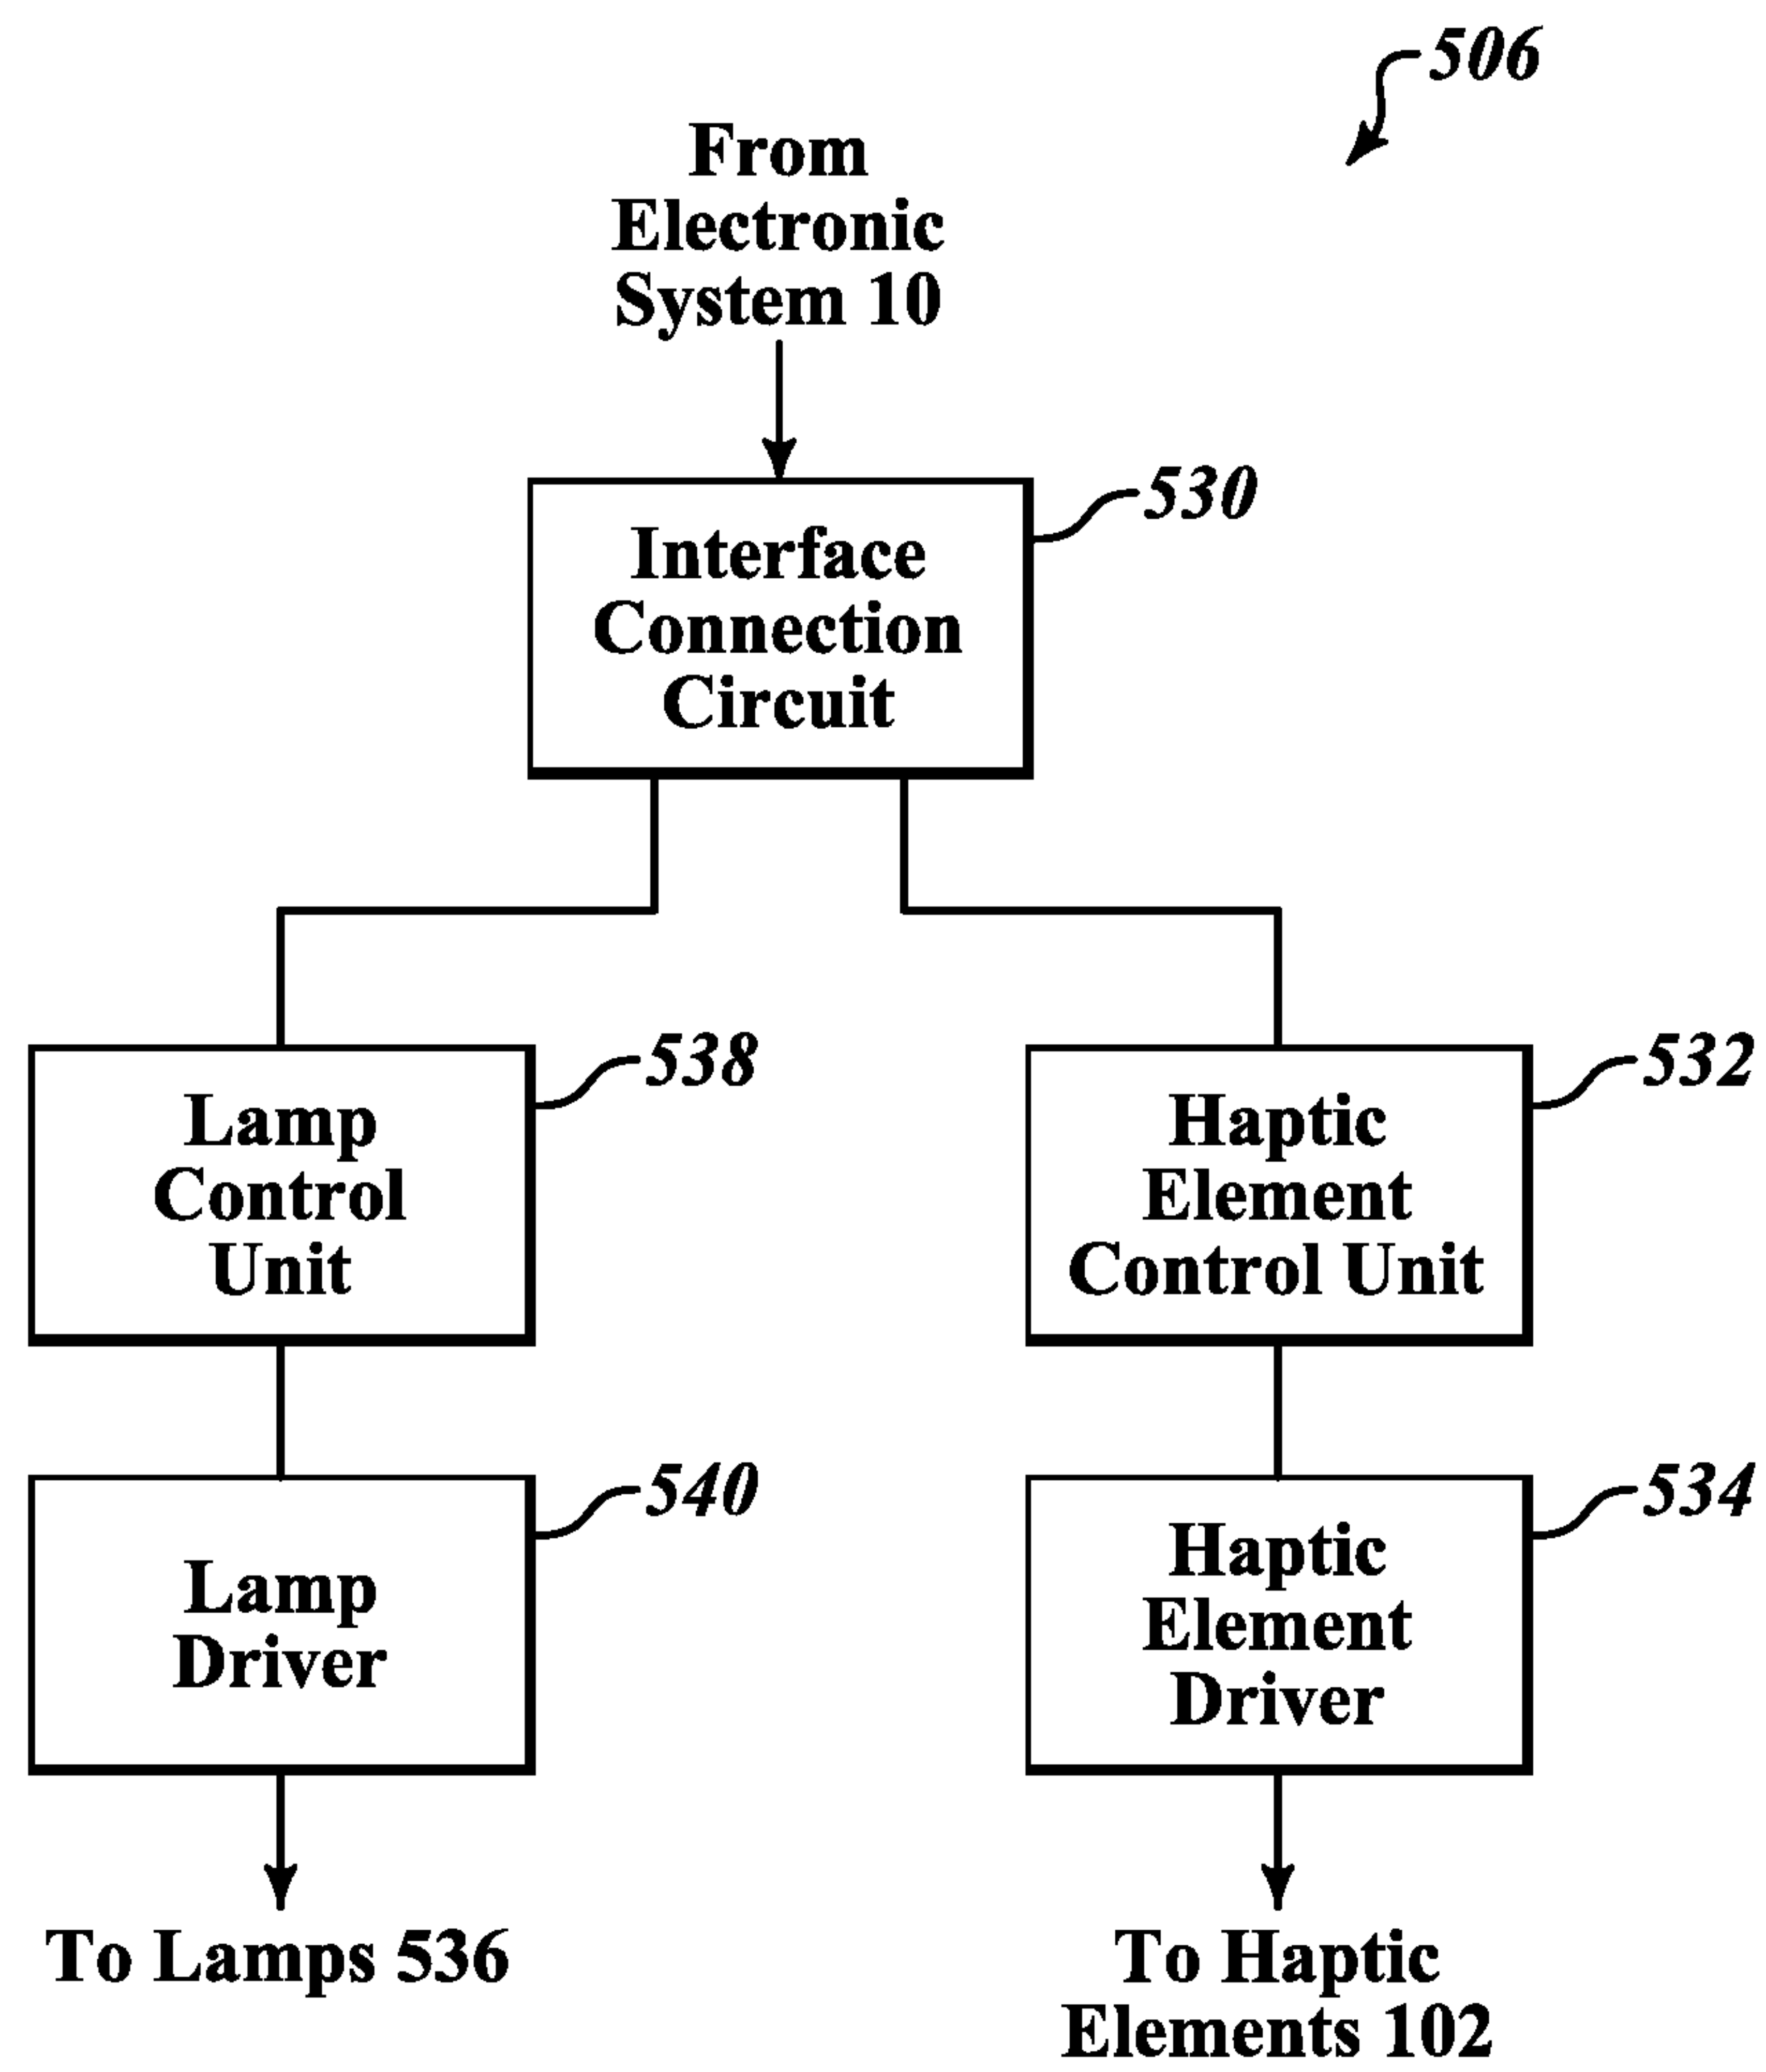 506
From
Electronic
System 10
530
Interface
Connection
Circuit
538
Lamp
Control
Unit
532
Haptic
Element
Control Unit
540
Lamp
Driver
534
Haptic
Element
Driver
To Lamps 536
To Haptic
Elements 102